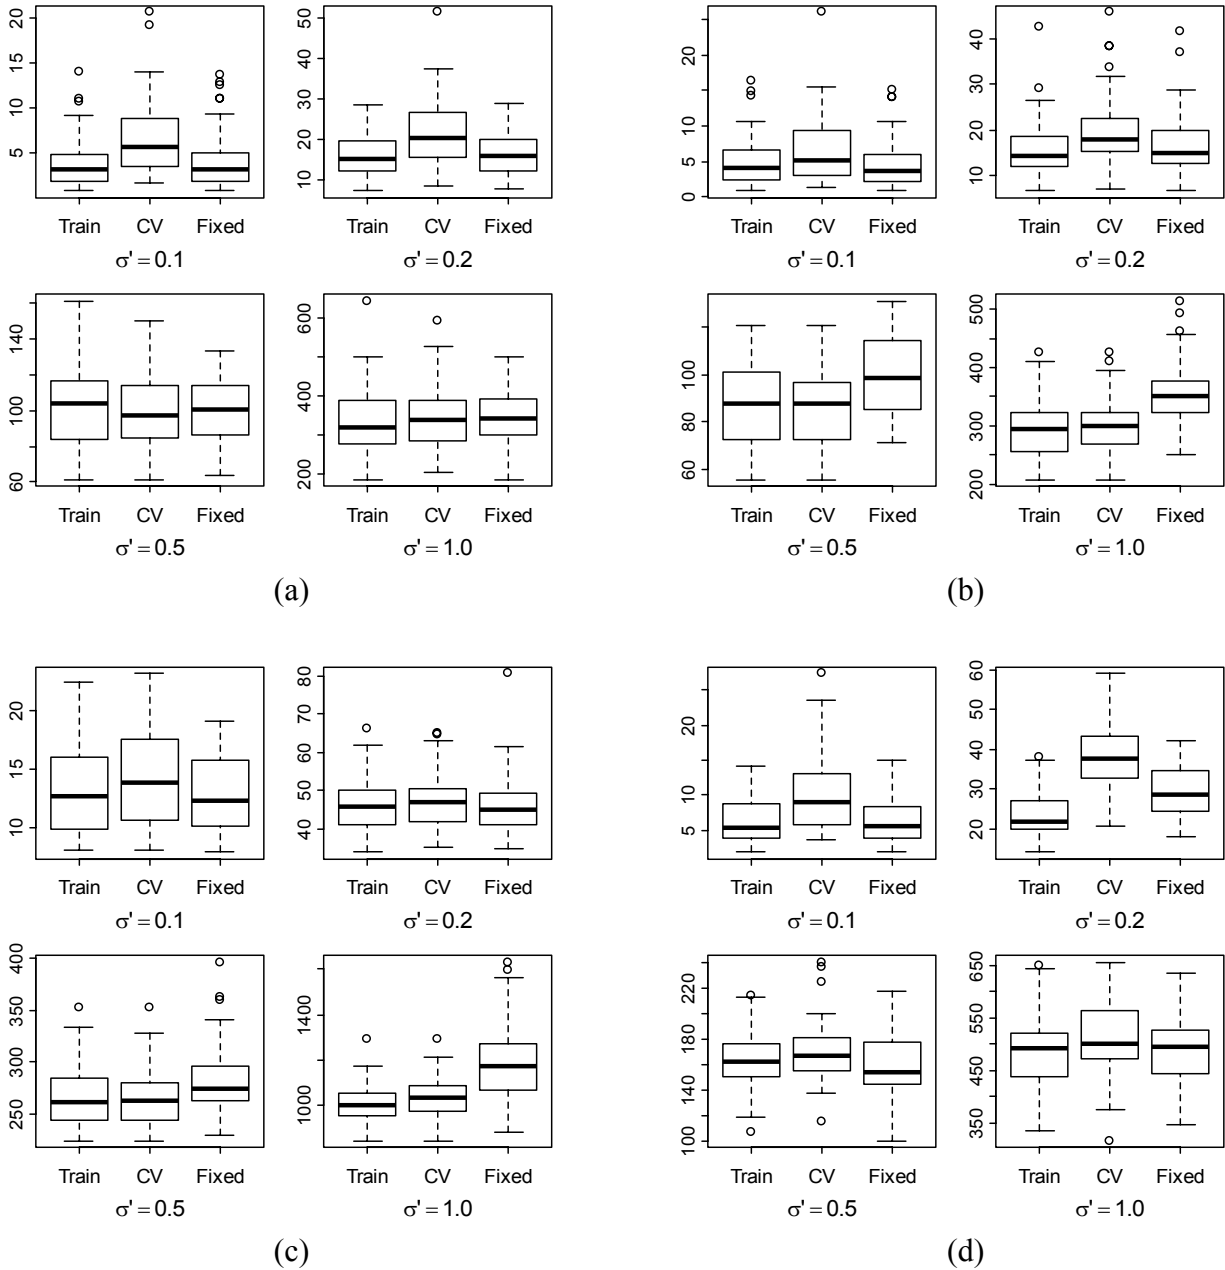 5 10 15 20
Train CV Fixed
σ' = 0.1
10 20 30 40 50
Train CV Fixed
σ' = 0.2
60 100 140
Train CV Fixed
σ' = 0.5
200 400 600
Train CV Fixed
σ' = 1.0
(a)
0 5 10 20
Train CV Fixed
σ' = 0.1
10 20 30 40
Train CV Fixed
σ' = 0.2
60 80 100
Train CV Fixed
σ' = 0.5
200 300 400 500
Train CV Fixed
σ' = 1.0
(b)
10 15 20
Train CV Fixed
σ' = 0.1
40 50 60 70 80
Train CV Fixed
σ' = 0.2
250 300 350 400
Train CV Fixed
σ' = 0.5
1000 1400
Train CV Fixed
σ' = 1.0
(c)
5 10 20
Train CV Fixed
σ' = 0.1
20 30 40 50 60
Train CV Fixed
σ' = 0.2
100 140 180 220
Train CV Fixed
σ' = 0.5
350 450 550 650
Train CV Fixed
σ' = 1.0
(d)